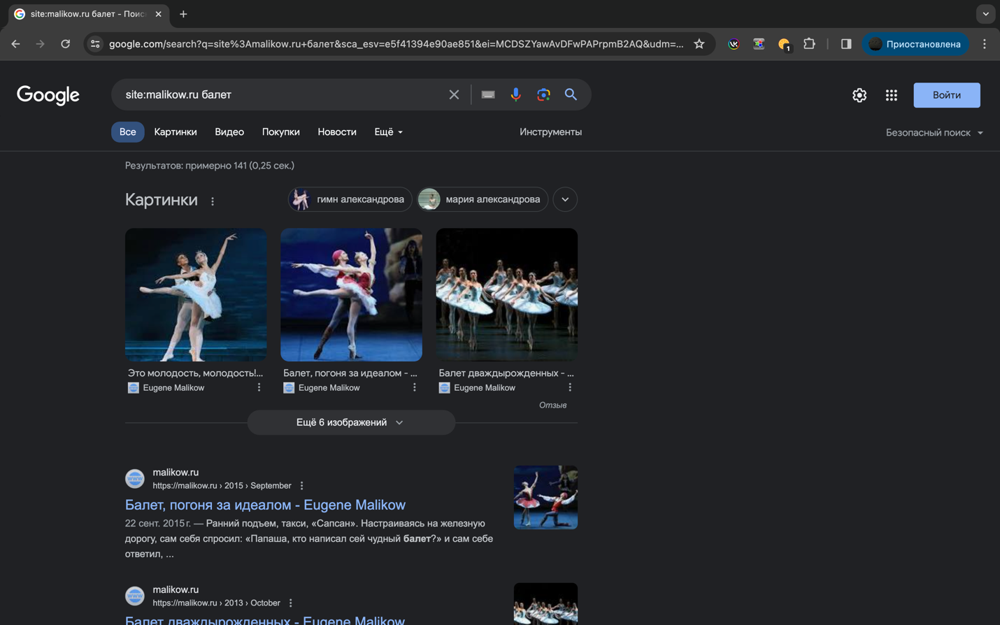 site:malikow.ru балет - Поис
google.com/search?q=site%3Amalikow.ru+балет&sca_esv=e5f41394e90ae851&ei=MCDSZYawAvDFwPAPrpmB2AQ&udm=...
1
Приостановлена
Google
site:malikow.ru балет
Войти
Все
Картинки
Видео
Покупки
Новости
Ещё
Инструменты
Безопасный поиск
Результатов: примерно 141 (0,25 сек.)
Картинки
гимн александрова
мария александрова
Это молодость, молодость!...
Eugene Malikow
Балет, погоня за идеалом - ...
Eugene Malikow
Балет дваждырожденных - ...
Eugene Malikow
Отзыв
Ещё 6 изображений
malikow.ru
https://malikow.ru › 2015 › September
Балет, погоня за идеалом - Eugene Malikow
22 сент. 2015 г. — Ранний подъем, такси, «Сапсан». Настраиваясь на железную
дорогу, сам себя спросил: «Папаша, кто написал сей чудный балет?» и сам себе
ответил, ...
malikow.ru
https://malikow.ru › 2013 › October
Балет дваждырожденных - Eugene Malikow